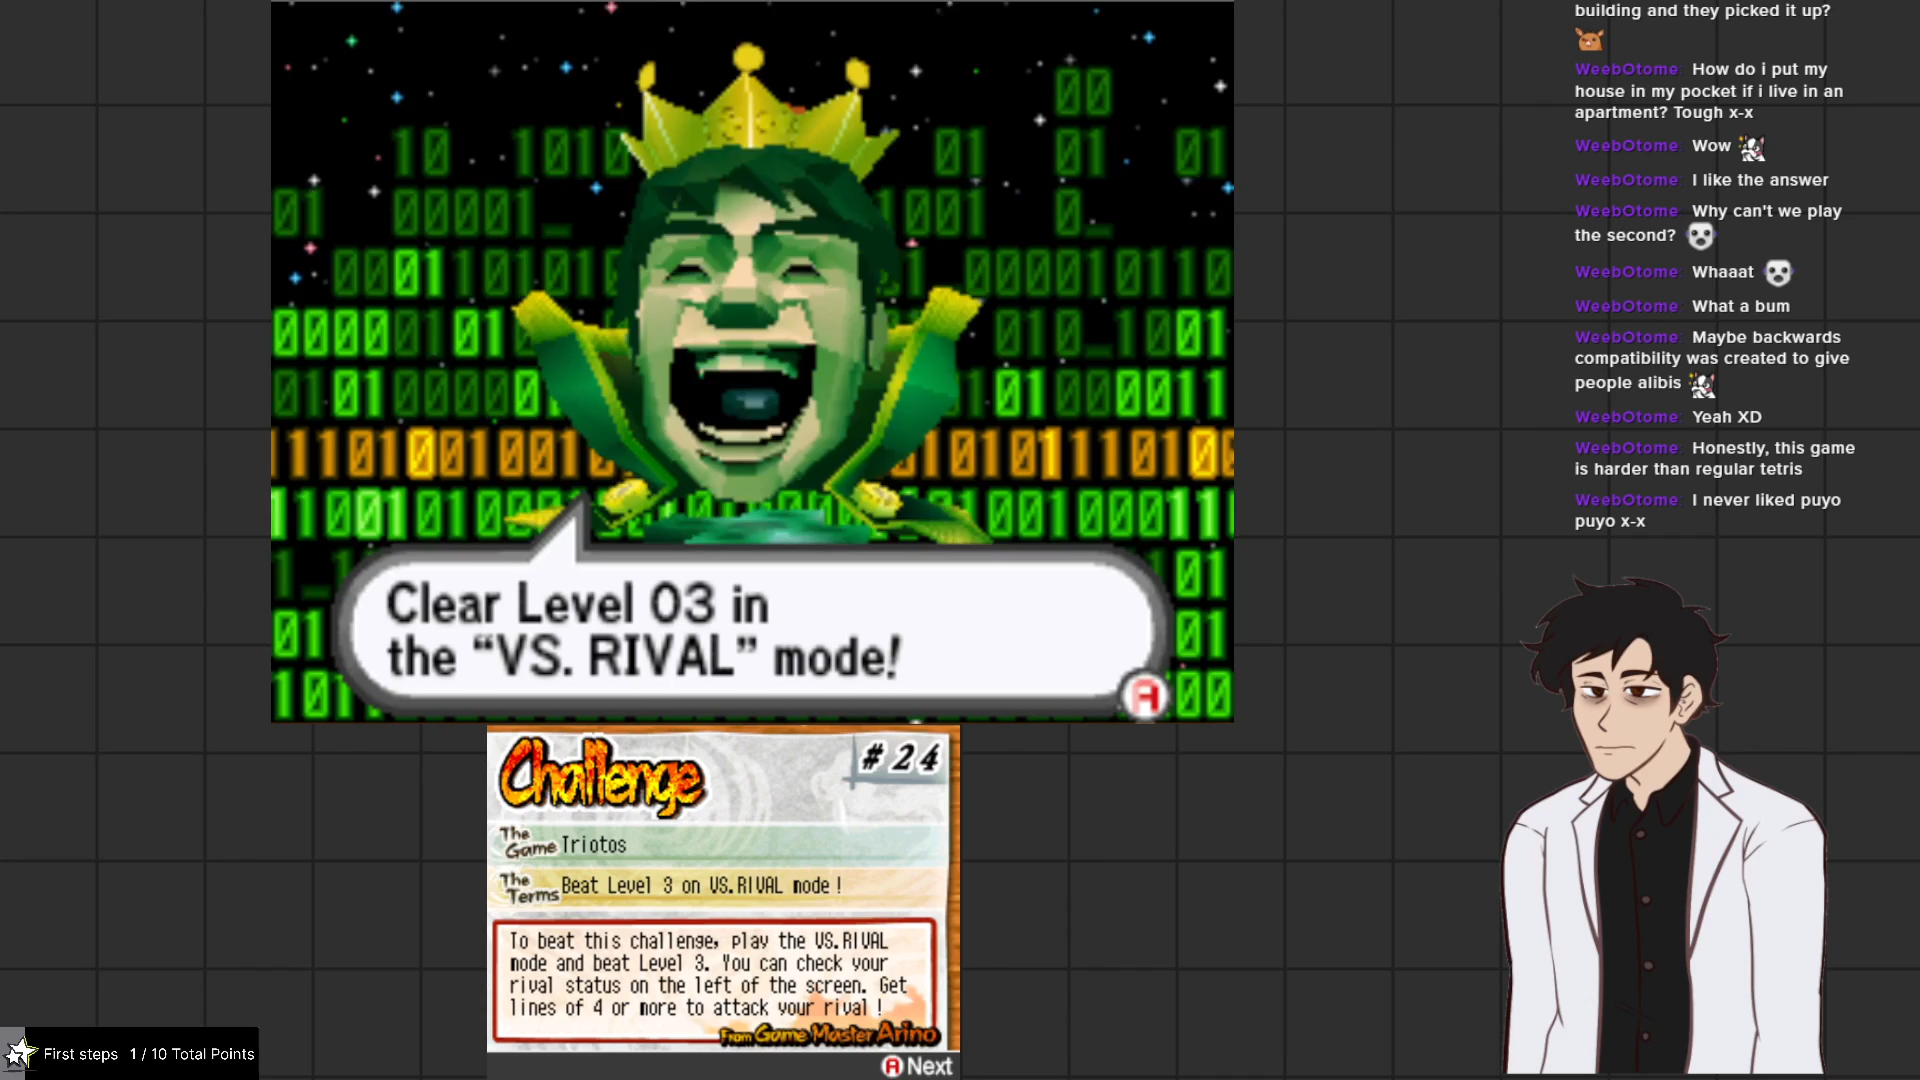 Clear Level 03 in
the “VS. RIVAL” mode!
A
Challenge
#24
The Game Triotos
The Terms Beat Level 3 on VS.RIVAL mode !
To beat this challenge, play the VS.RIVAL
mode and beat Level 3. You can check your
rival status on the left of the screen. Get
lines of 4 or more to attack your rival !
From Game Master Arino
A Next
First steps 1 / 10 Total Points
building and they picked it up?
WeebOtome: How do i put my
house in my pocket if i live in an
apartment? Tough x-x
WeebOtome: Wow
WeebOtome: I like the answer
WeebOtome: Why can't we play
the second?
WeebOtome: Whaaat
WeebOtome: What a bum
WeebOtome: Maybe backwards
compatibility was created to give
people alibis
WeebOtome: Yeah XD
WeebOtome: Honestly, this game
is harder than regular tetris
WeebOtome: I never liked puyo
puyo x-x